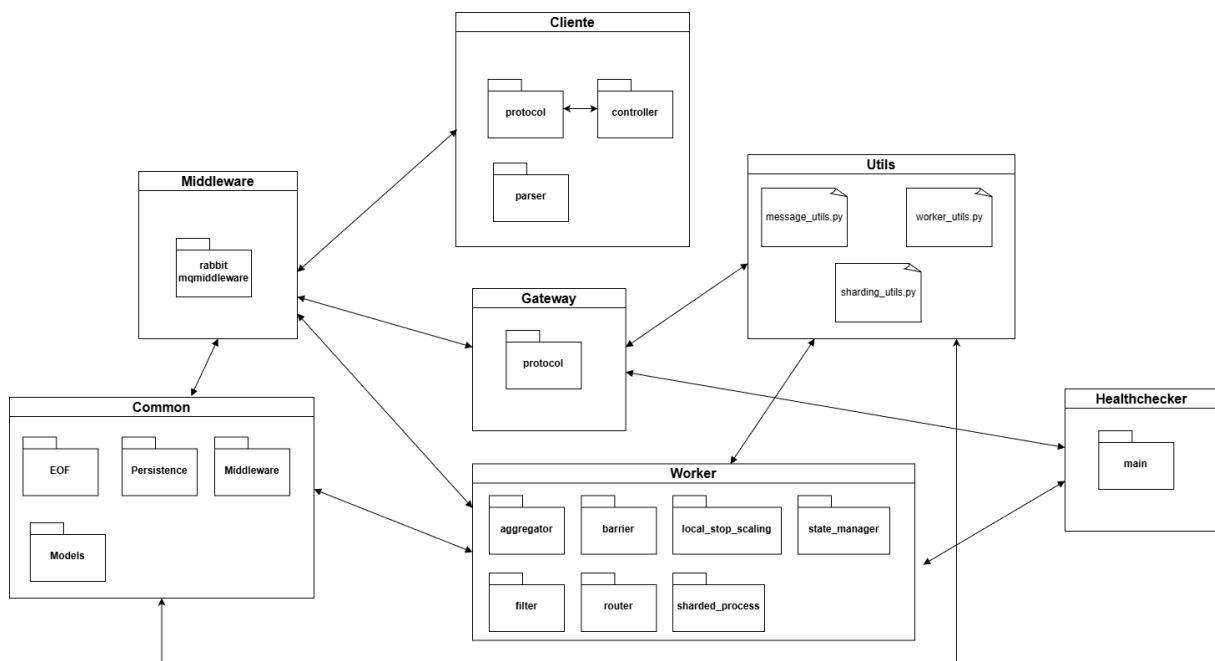 Cliente
protocol
controller
parser
Middleware
rabbit
mqmiddleware
Utils
message_utils.py
worker_utils.py
sharding_utils.py
Gateway
protocol
Common
EOF
Persistence
Middleware
Models
Healthchecker
main
Worker
aggregator
barrier
local_stop_scaling
state_manager
filter
router
sharded_process